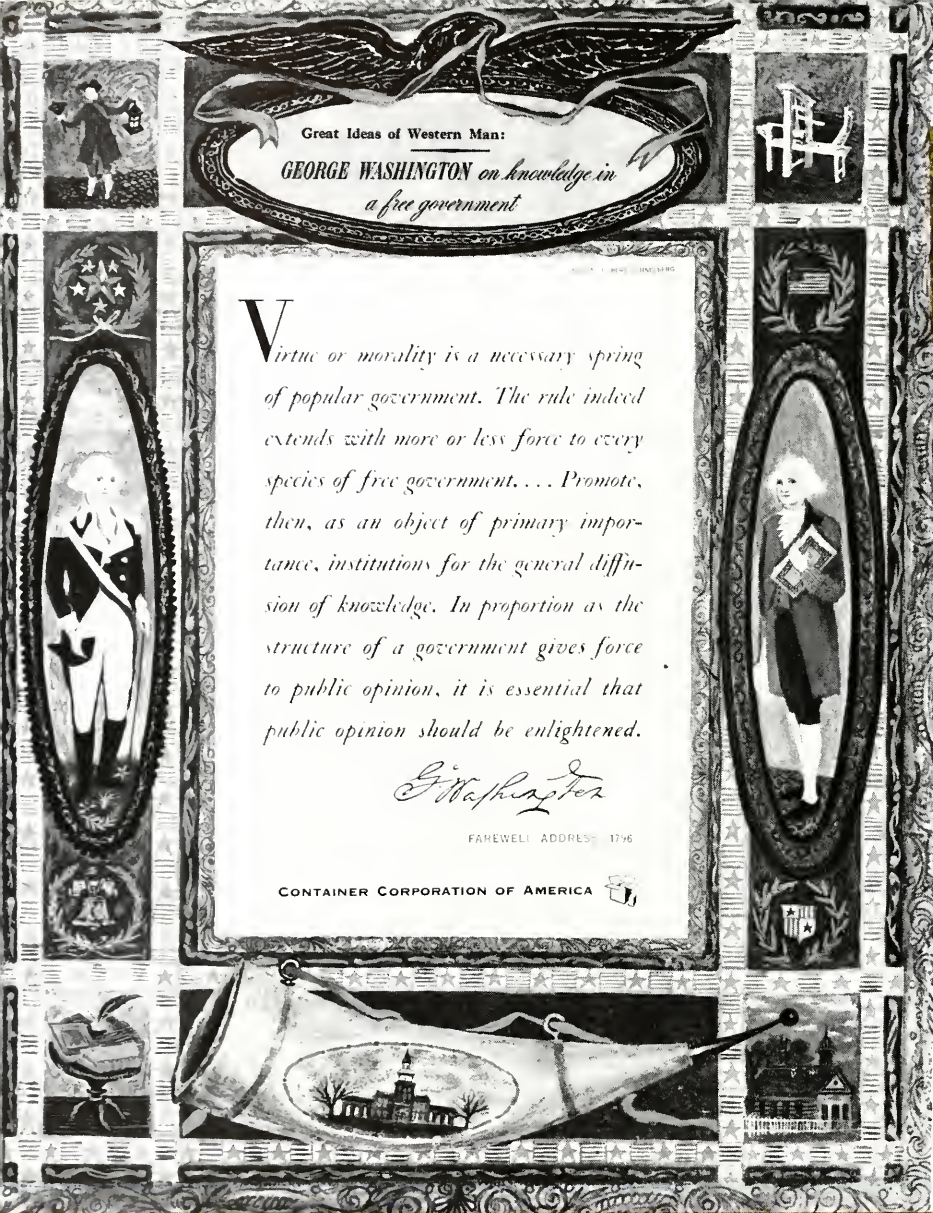 Great Ideas of Western Man:
GEORGE WASHINGTON on knowledge in
a free government
Virtue or morality is a necessary spring
of popular government. The rule indeed
extends with more or less force to every
species of free government. . . . Promote,
then, as an object of primary impor-
tance, institutions for the general diffu-
sion of knowledge. In proportion as the
structure of a government gives force
to public opinion, it is essential that
public opinion should be enlightened.
G Washington
FAREWELL ADDRESS 1796
CONTAINER CORPORATION OF AMERICA